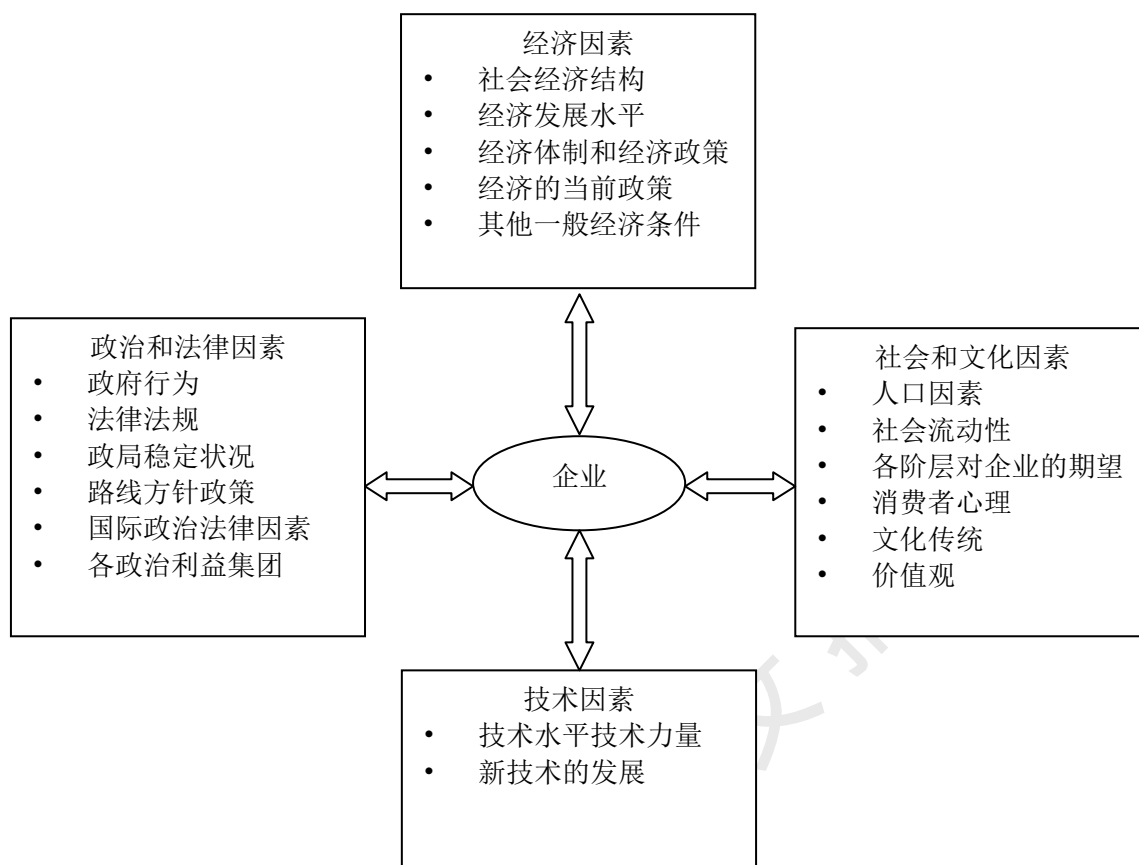 经济因素
• 社会经济结构
• 经济发展水平
• 经济体制和经济政策
• 经济的当前政策
• 其他一般经济条件
政治和法律因素
• 政府行为
• 法律法规
• 政局稳定状况
• 路线方针政策
• 国际政治法律因素
• 各政治利益集团
企业
社会和文化因素
• 人口因素
• 社会流动性
• 各阶层对企业的期望
• 消费者心理
• 文化传统
• 价值观
技术因素
• 技术水平技术力量
• 新技术的发展
文